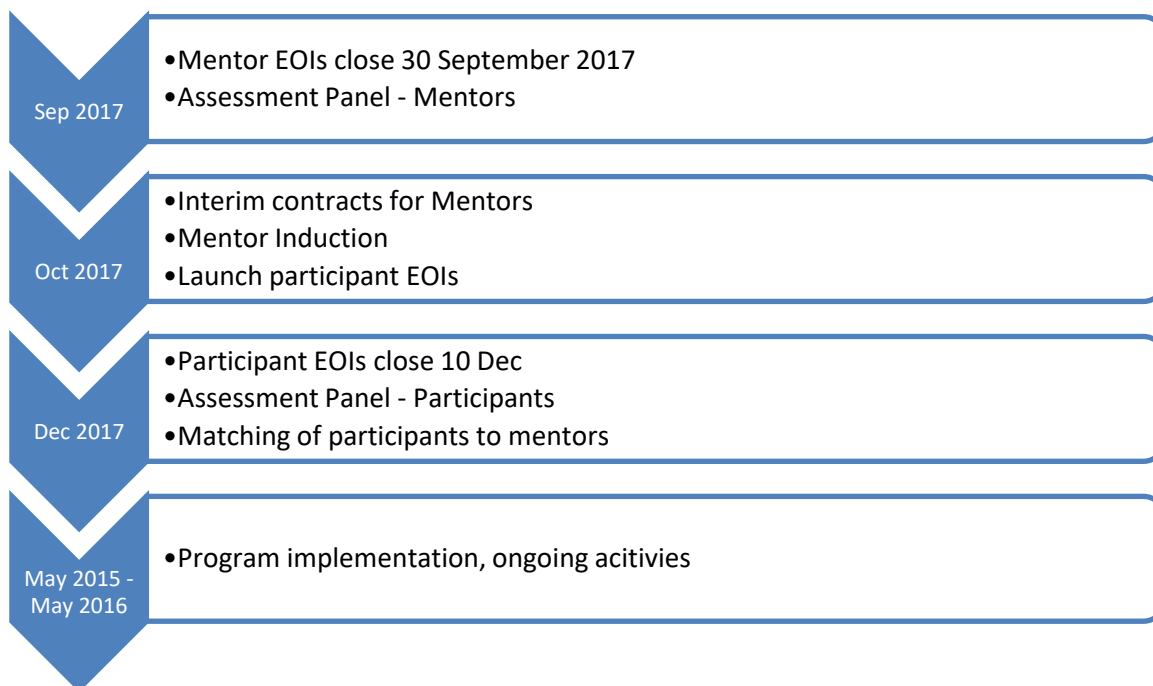 Sep 2017
•Mentor EOIs close 30 September 2017
•Assessment Panel - Mentors
Oct 2017
•Interim contracts for Mentors
•Mentor Induction
•Launch participant EOIs
Dec 2017
•Participant EOIs close 10 Dec
•Assessment Panel - Participants
•Matching of participants to mentors
May 2015 -
May 2016
•Program implementation, ongoing acitivies